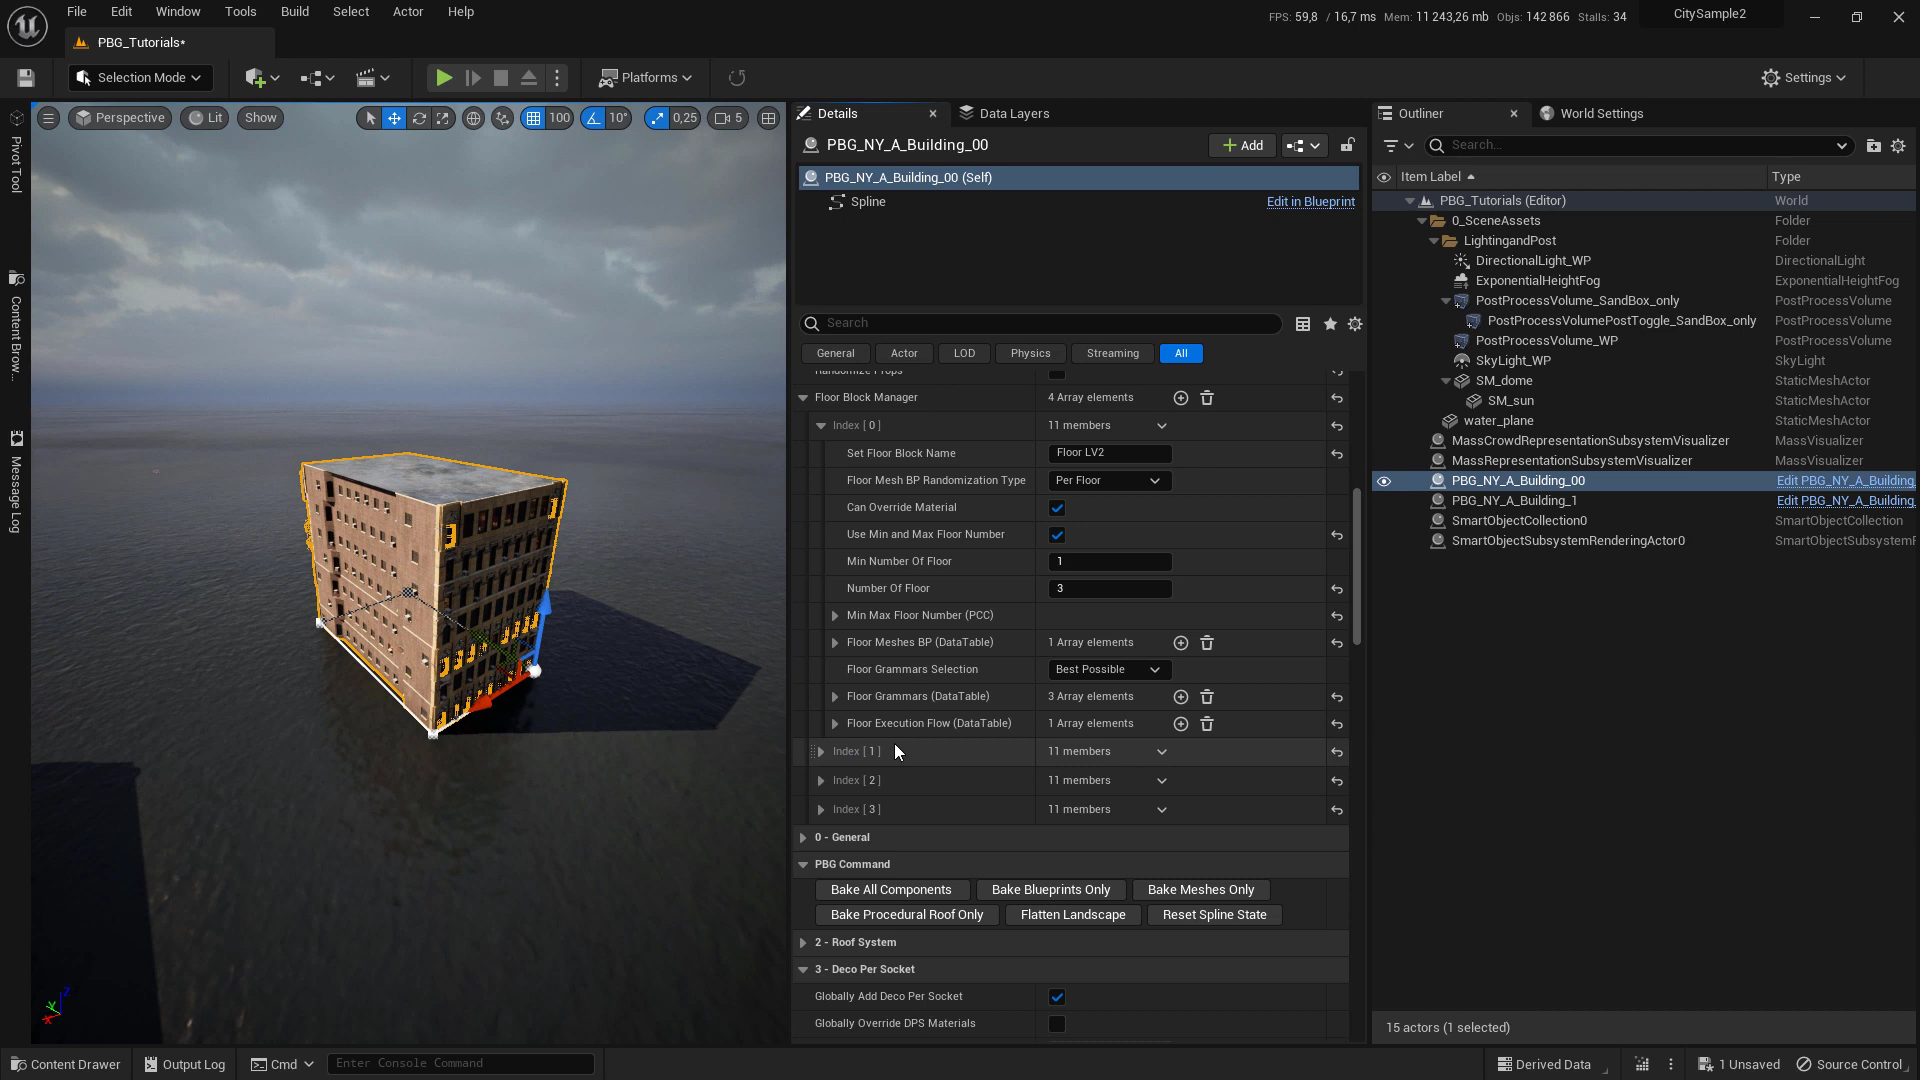 File Edit Window Tools Build Select Actor Help
FPS: 59,8 / 16,7 ms Mem: 11 243,26 mb Objs: 142 866 Stalls: 34
CitySample2
PBG_Tutorials*
Selection Mode
Platforms
Settings
Perspective Lit Show 100 10° 0,25 5
Pivot Tool
Content Brow...
Message Log
Details
Data Layers
PBG_NY_A_Building_00
Add
PBG_NY_A_Building_00 (Self)
Spline
Edit in Blueprint
Search
General Actor LOD Physics Streaming All
Randomize Props
Floor Block Manager 4 Array elements
Index [ 0 ] 11 members
Set Floor Block Name Floor LV2
Floor Mesh BP Randomization Type Per Floor
Can Override Material
Use Min and Max Floor Number
Min Number Of Floor 1
Number Of Floor 3
Min Max Floor Number (PCC)
Floor Meshes BP (DataTable) 1 Array elements
Floor Grammars Selection Best Possible
Floor Grammars (DataTable) 3 Array elements
Floor Execution Flow (DataTable) 1 Array elements
Index [ 1 ] 11 members
Index [ 2 ] 11 members
Index [ 3 ] 11 members
0 - General
PBG Command
Bake All Components Bake Blueprints Only Bake Meshes Only
Bake Procedural Roof Only Flatten Landscape Reset Spline State
2 - Roof System
3 - Deco Per Socket
Globally Add Deco Per Socket
Globally Override DPS Materials
Outliner
World Settings
Search...
Item Label Type
PBG_Tutorials (Editor) World
0_SceneAssets Folder
LightingandPost Folder
DirectionalLight_WP DirectionalLight
ExponentialHeightFog ExponentialHeightFog
PostProcessVolume_SandBox_only PostProcessVolume
PostProcessVolumePostToggle_SandBox_only PostProcessVolume
PostProcessVolume_WP PostProcessVolume
SkyLight_WP SkyLight
SM_dome StaticMeshActor
SM_sun StaticMeshActor
water_plane StaticMeshActor
MassCrowdRepresentationSubsystemVisualizer MassVisualizer
MassRepresentationSubsystemVisualizer MassVisualizer
PBG_NY_A_Building_00 Edit PBG_NY_A_Building_
PBG_NY_A_Building_1 Edit PBG_NY_A_Building_
SmartObjectCollection0 SmartObjectCollection
SmartObjectSubsystemRenderingActor0 SmartObjectSubsystemF
15 actors (1 selected)
Z
Y
X
Content Drawer Output Log Cmd Enter Console Command
Derived Data 1 Unsaved Source Control